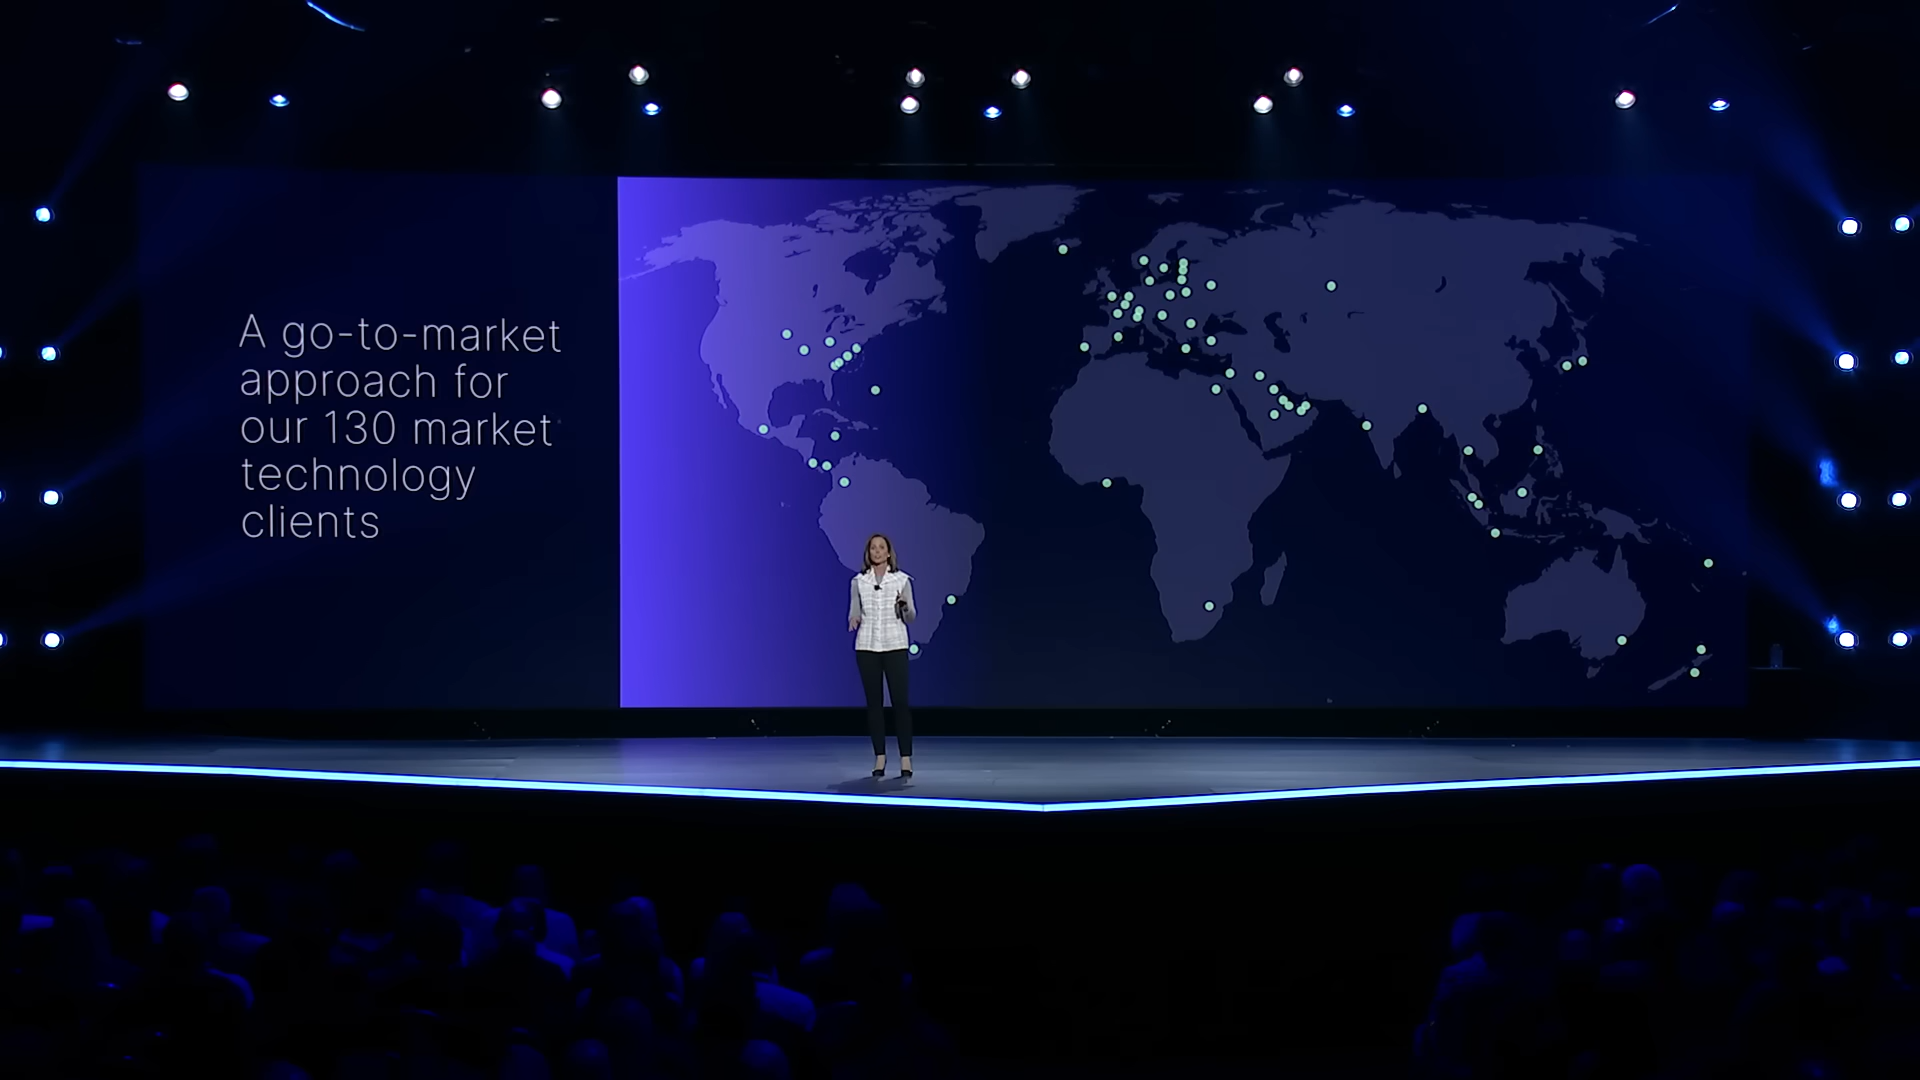 A go-to-market
approach for
our 130 market
technology
clients